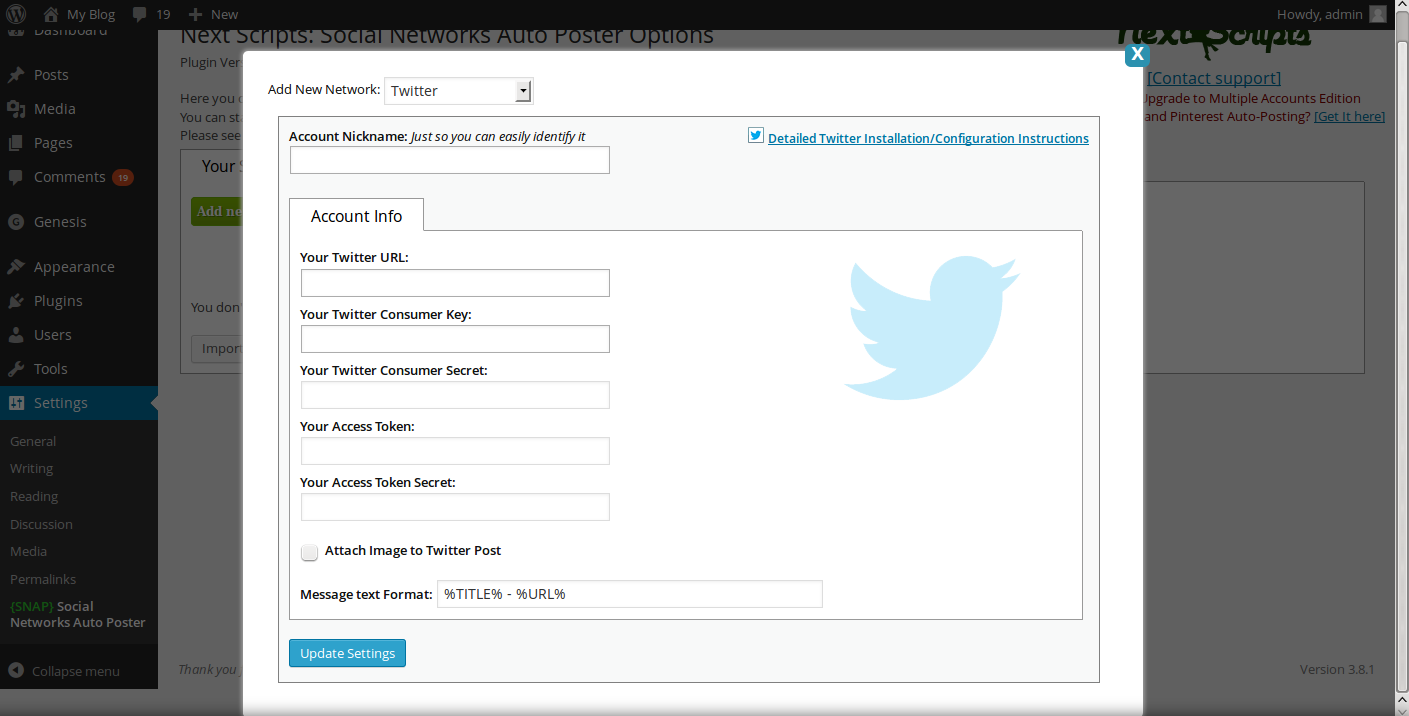 My Blog
19
New
Howdy, admin
Dashboard
Next Scripts: Social Networks Auto Poster Options
Next Scripts
Plugin Ver
[Contact support]
Here you
Upgrade to Multiple Accounts Edition
You can
and Pinterest Auto-Posting? [Get It here]
Please see
Posts
Media
Pages
Comments 19
Genesis
Appearance
Plugins
Users
Tools
Settings
General
Writing
Reading
Discussion
Media
Permalinks
{SNAP} Social
Networks Auto Poster
Collapse menu
Your
Add ne
You don'
Impor
Thank you
Version 3.8.1
X
Add New Network: Twitter
Account Nickname: Just so you can easily identify it
Detailed Twitter Installation/Configuration Instructions
Account Info
Your Twitter URL:
Your Twitter Consumer Key:
Your Twitter Consumer Secret:
Your Access Token:
Your Access Token Secret:
Attach Image to Twitter Post
Message text Format: %TITLE% - %URL%
Update Settings